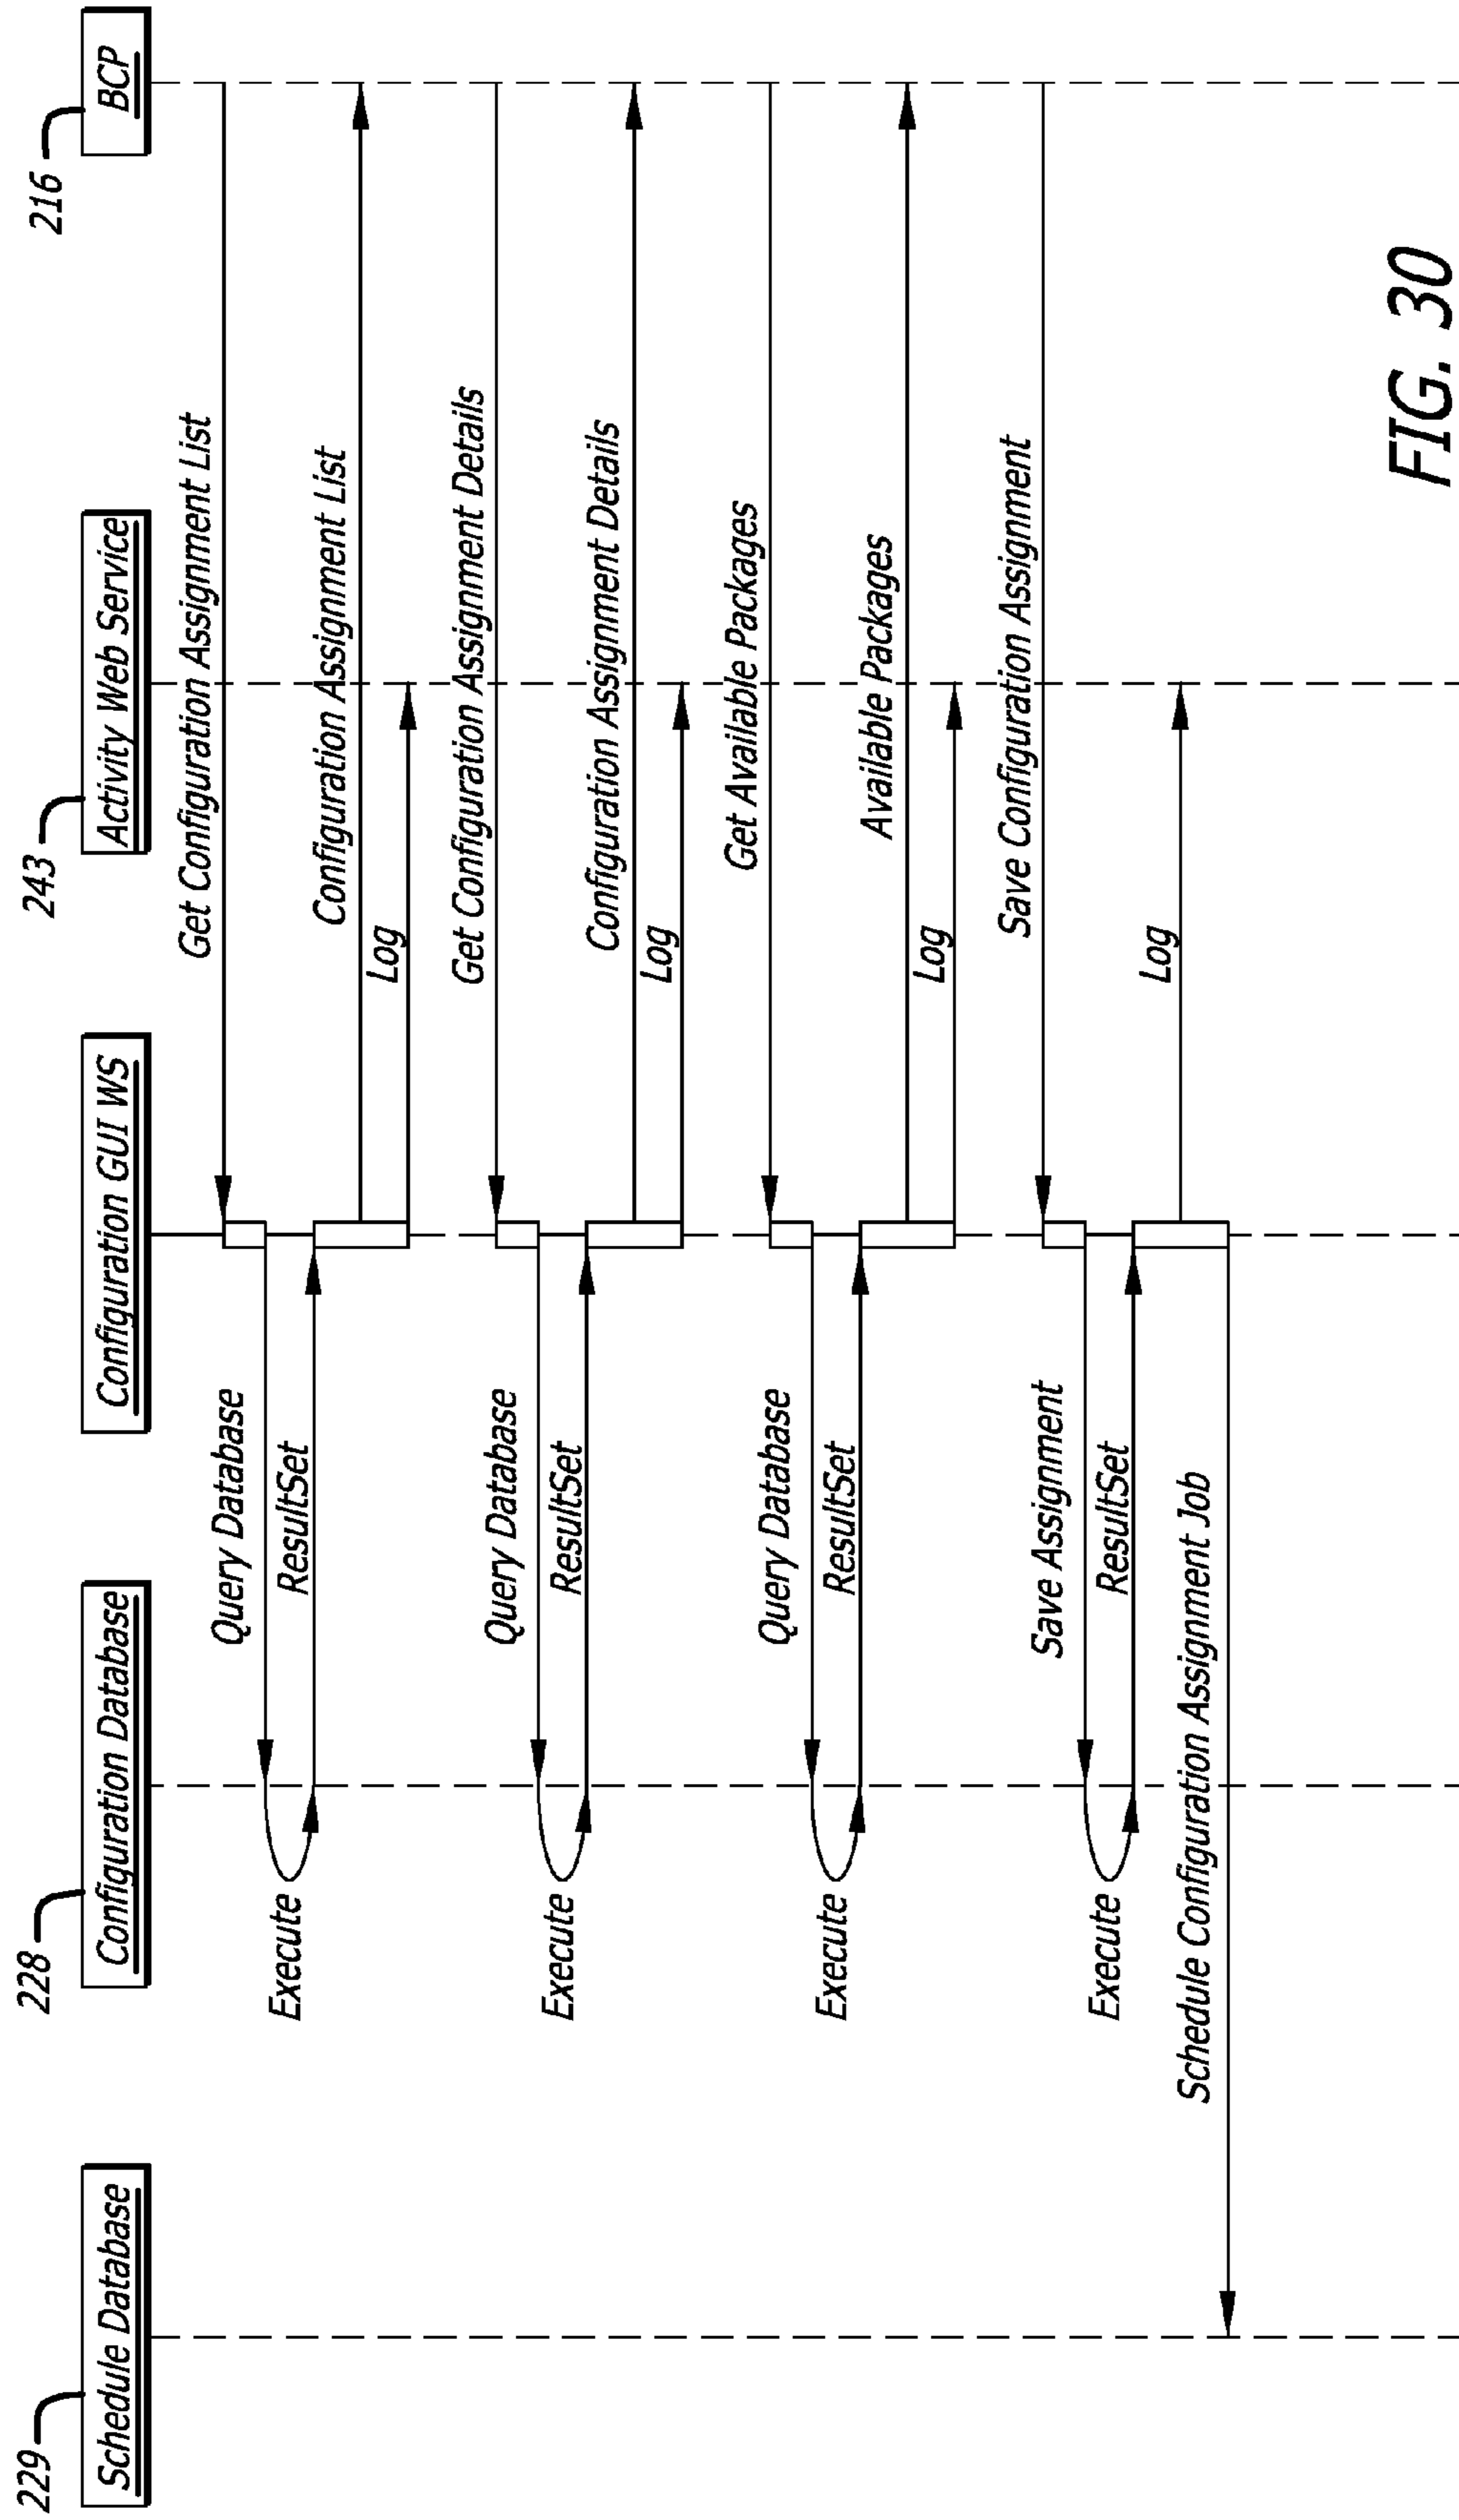 229
228
243
216
Schedule Database
Configuration Database
Configuration GUI WS
Activity Web Service
BCP
Get Configuration Assignment List
Query Database
Execute
ResultSet
Configuration Assignment List
Log
Get Configuration Assignment Details
Query Database
Execute
ResultSet
Configuration Assignment Details
Log
Get Available Packages
Query Database
Execute
ResultSet
Available Packages
Log
Save Configuration Assignment
Save Assignment
Execute
ResultSet
Log
Schedule Configuration Assignment Job
FIG. 30